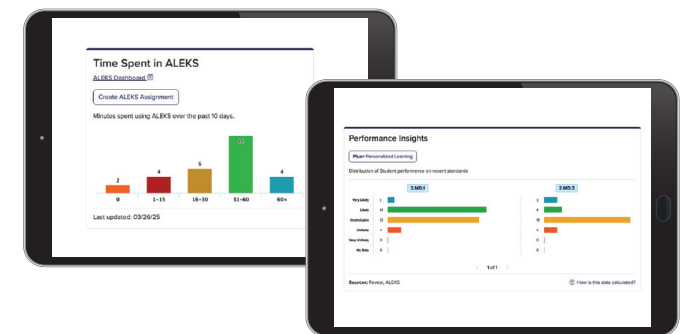 Time Spent in ALEKS
ALEKS Dashboard
Create ALEKS Assignment
Minutes spent using ALEKS over the past 10 days.
2
4
6
4
0
1-15
16-30
31-60
60+
Last updated: 03/26/25
Performance Insights
Plus+ Personalized Learning
Distribution of Student performance on recent standards
Very Likely
Likely
Inconclusive
Unlikely
Very Unlikely
No Data
1 of 1
Sources: Reveal, ALEKS
How is this data calculated?